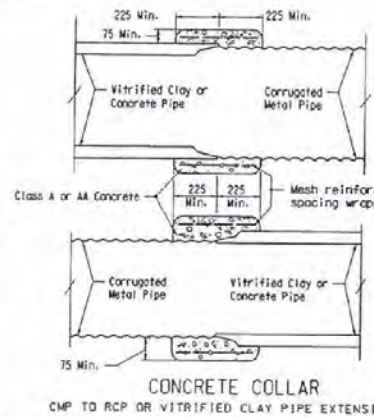 225 Min.
225 Min.
75 Min.
Vitrified Clay or
Concrete Pipe
Corrugated
Metal Pipe
Class A or AA Concrete
225
Min.
225
Min.
Mesh reinfor
spacing wrap
Corrugated
Metal Pipe
Vitrified Clay or
Concrete Pipe
75 Min.
CONCRETE COLLAR
CMP TO RCP OR VITRIFIED CLAY PIPE EXTENSI